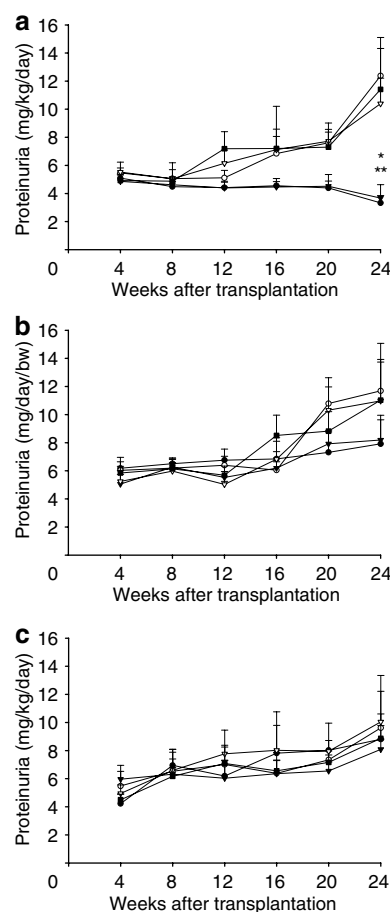 a
16
14
12
10
8
6
4
2
0
Proteinuria (mg/kg/day)
*
**
4 8 12 16 20 24
Weeks after transplantation
b
16
14
12
10
8
6
4
2
0
Proteinuria (mg/day/bw)
4 8 12 16 20 24
Weeks after transplantation
c
16
14
12
10
8
6
4
2
0
Proteinuria (mg/kg/day)
4 8 12 16 20 24
Weeks after transplantation